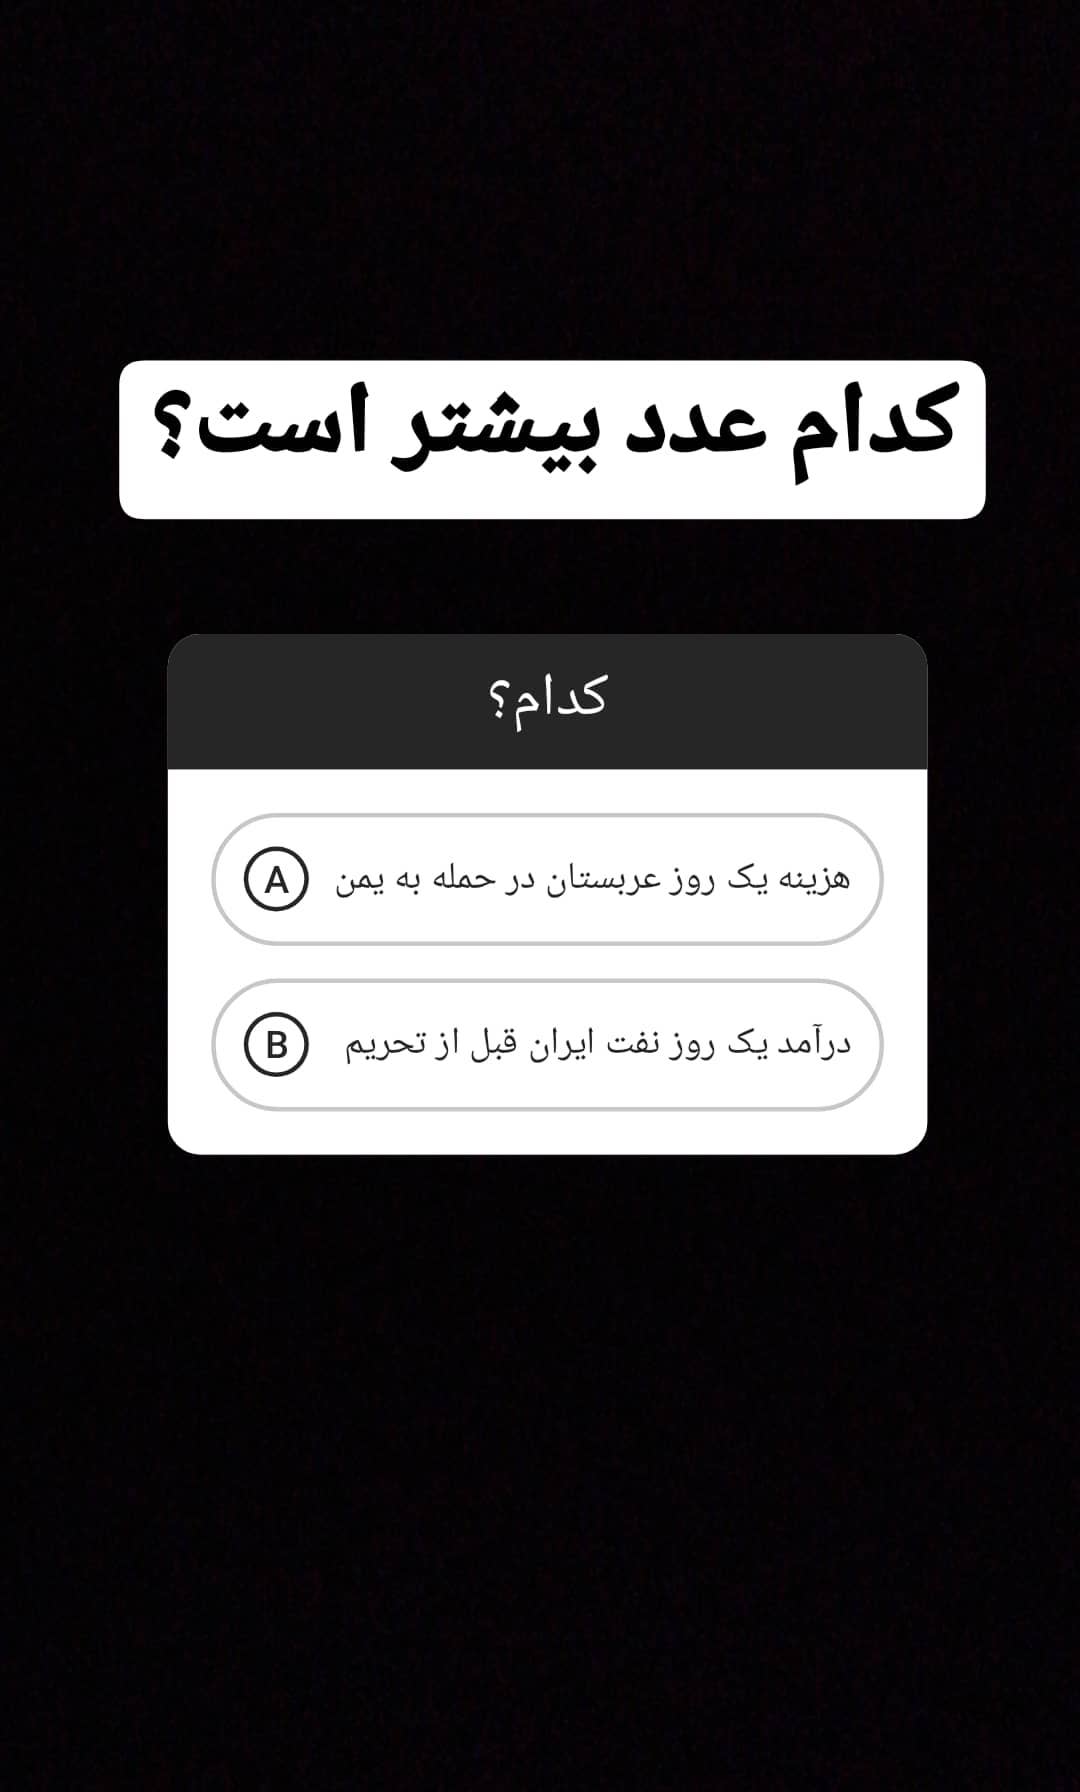 کدام عدد بیشتر است؟
کدام؟
A هزینه یک روز عربستان در حمله به یمن
B درآمد یک روز نفت ایران قبل از تحریم